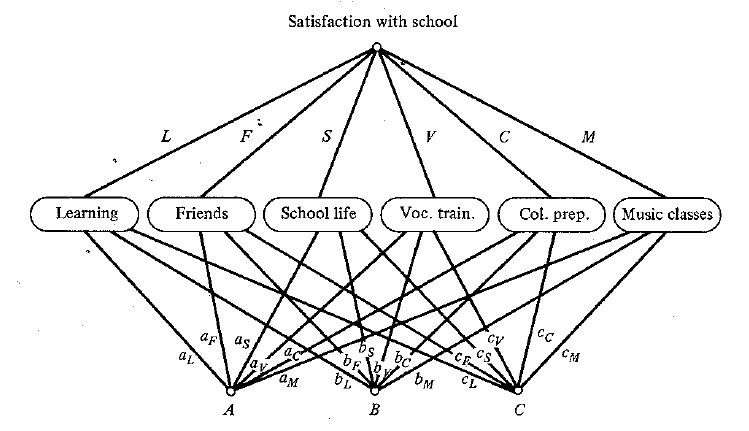 Satisfaction with school
L F S V C M
Learning Friends School life Voc. train. Col. prep. Music classes
a_L a_F a_S a_V a_C a_M b_L b_F b_S b_V b_C b_M c_F c_S c_V c_L c_C c_M
A B C